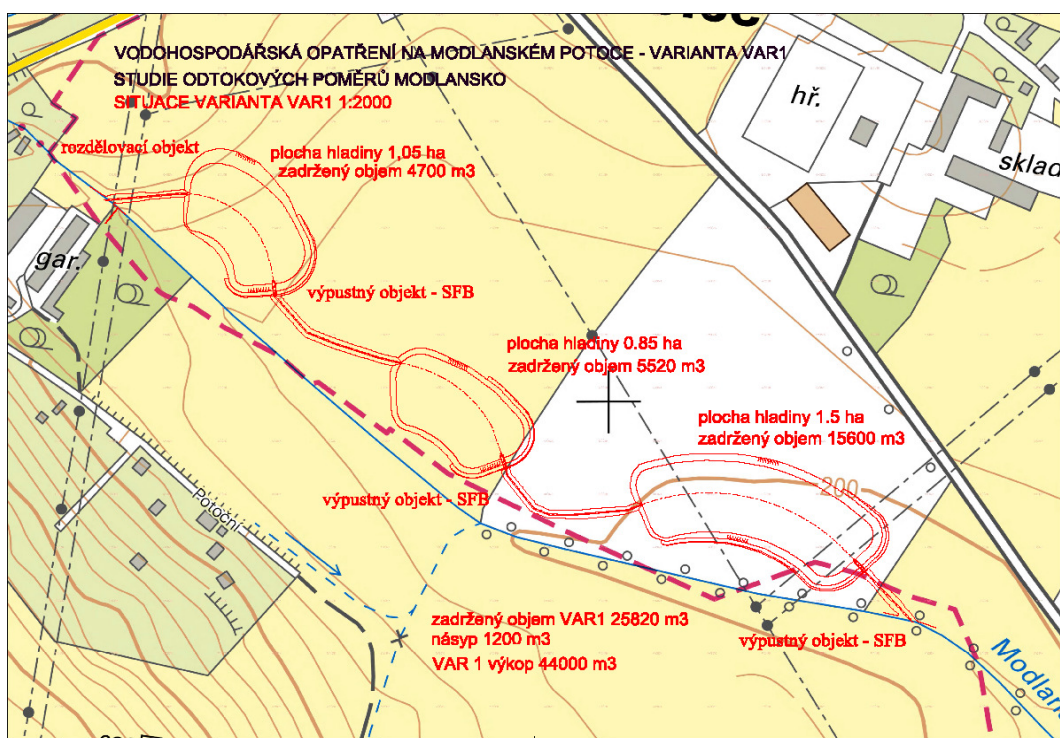 VODOHOSPODÁŘSKÁ OPATŘENÍ NA MODLANSKÉM POTOCE - VARIANTA VAR1
STUDIE ODTOKOVÝCH POMĚRŮ MODLANSKO
SITUACE VARIANTA VAR1 1:2000
hř.
rozdělovací objekt
plocha hladiny 1,05 ha
zadržený objem 4700 m3
sklad
gar.
výpustný objekt - SFB
plocha hladiny 0.85 ha
zadržený objem 5520 m3
plocha hladiny 1.5 ha
zadržený objem 15600 m3
200
výpustný objekt - SFB
Potoční
zadržený objem VAR1 25820 m3
násyp 1200 m3
VAR 1 výkop 44000 m3
výpustný objekt - SFB
Modlan